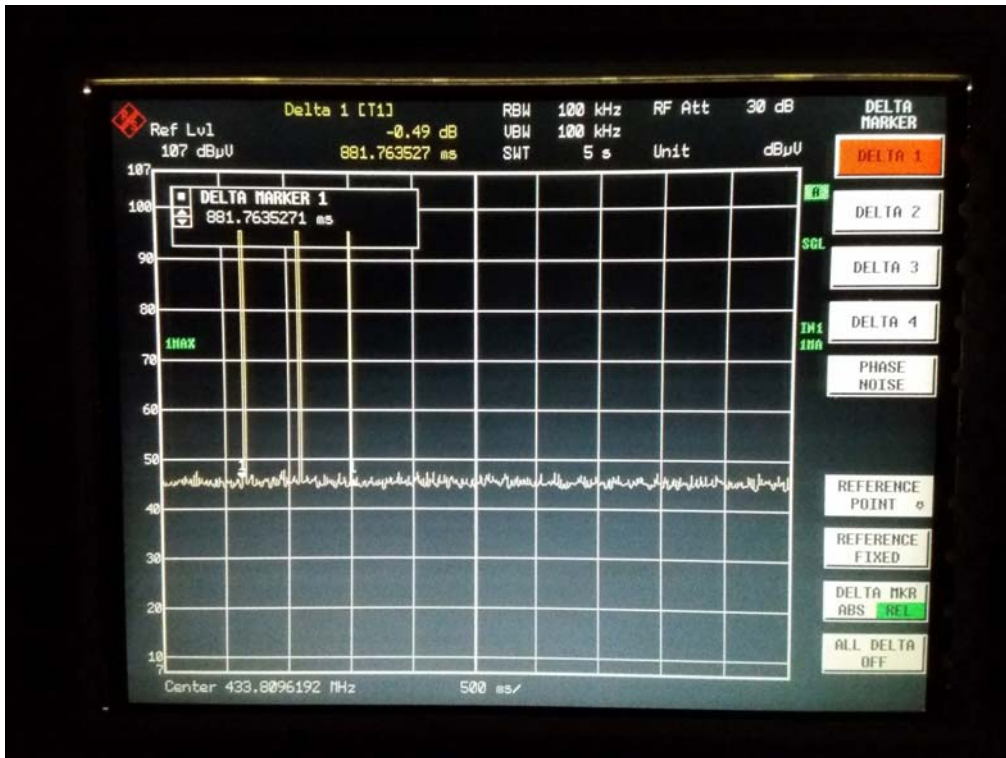 Delta 1 [T1]
RBW 100 kHz RF Att 30 dB
Ref Lvl -0.49 dB VBW 100 kHz
107 dBµV 881.763527 ms SWT 5 s Unit dBµV
DELTA MARKER
DELTA 1
DELTA 2
DELTA 3
DELTA 4
PHASE NOISE
REFERENCE POINT
REFERENCE FIXED
DELTA MKR
ABS REL
ALL DELTA OFF
107
100
90
80
70
60
50
40
30
20
10
7
DELTA MARKER 1
881.7635271 ms
1MAX
1
A
SGL
IN1
1MA
Center 433.8096192 MHz 500 ms/